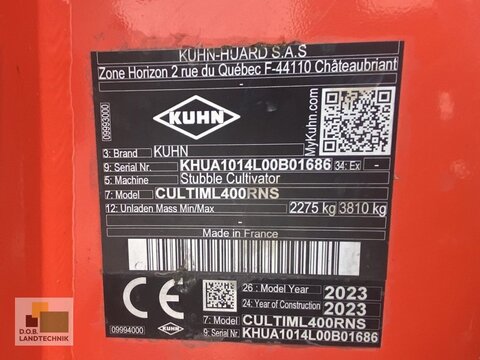 KUHN-HUARD S.A.S
Zone Horizon 2 rue du Québec F-44110 Châteaubriant
-
09993000
KUHN
MyKuhn.com
3: Brand KUHN
9: Serial Nr. KHUA1014L00B01686 34: Ex -
5: Machine Stubble Cultivator
7: Model CULTIML400RNS
12: Unladen Mass Min/Max 2275 kg 3810 kg
Made in France
CE
26 : Model Year 2023
24: Year of Construction 2023
7: Model CULTIML400RNS
9: Serial Nr. KHUA1014L00B01686
09994000
KUHN
D.O.B.
LANDTECHNIK